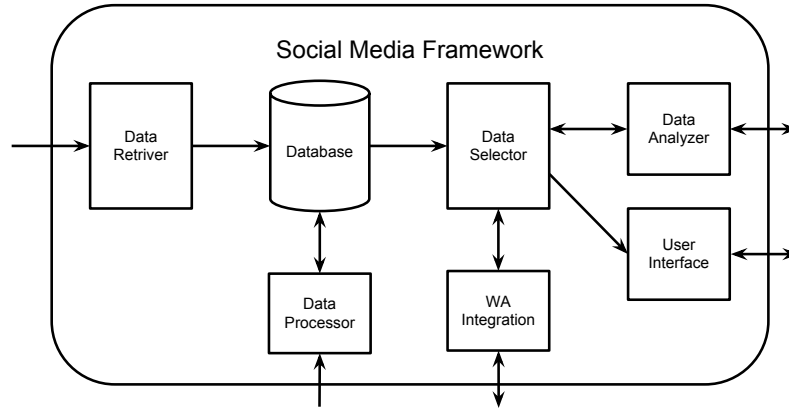 Social Media Framework
Data
Retriver
Database
Data
Selector
Data
Analyzer
User
Interface
Data
Processor
WA
Integration